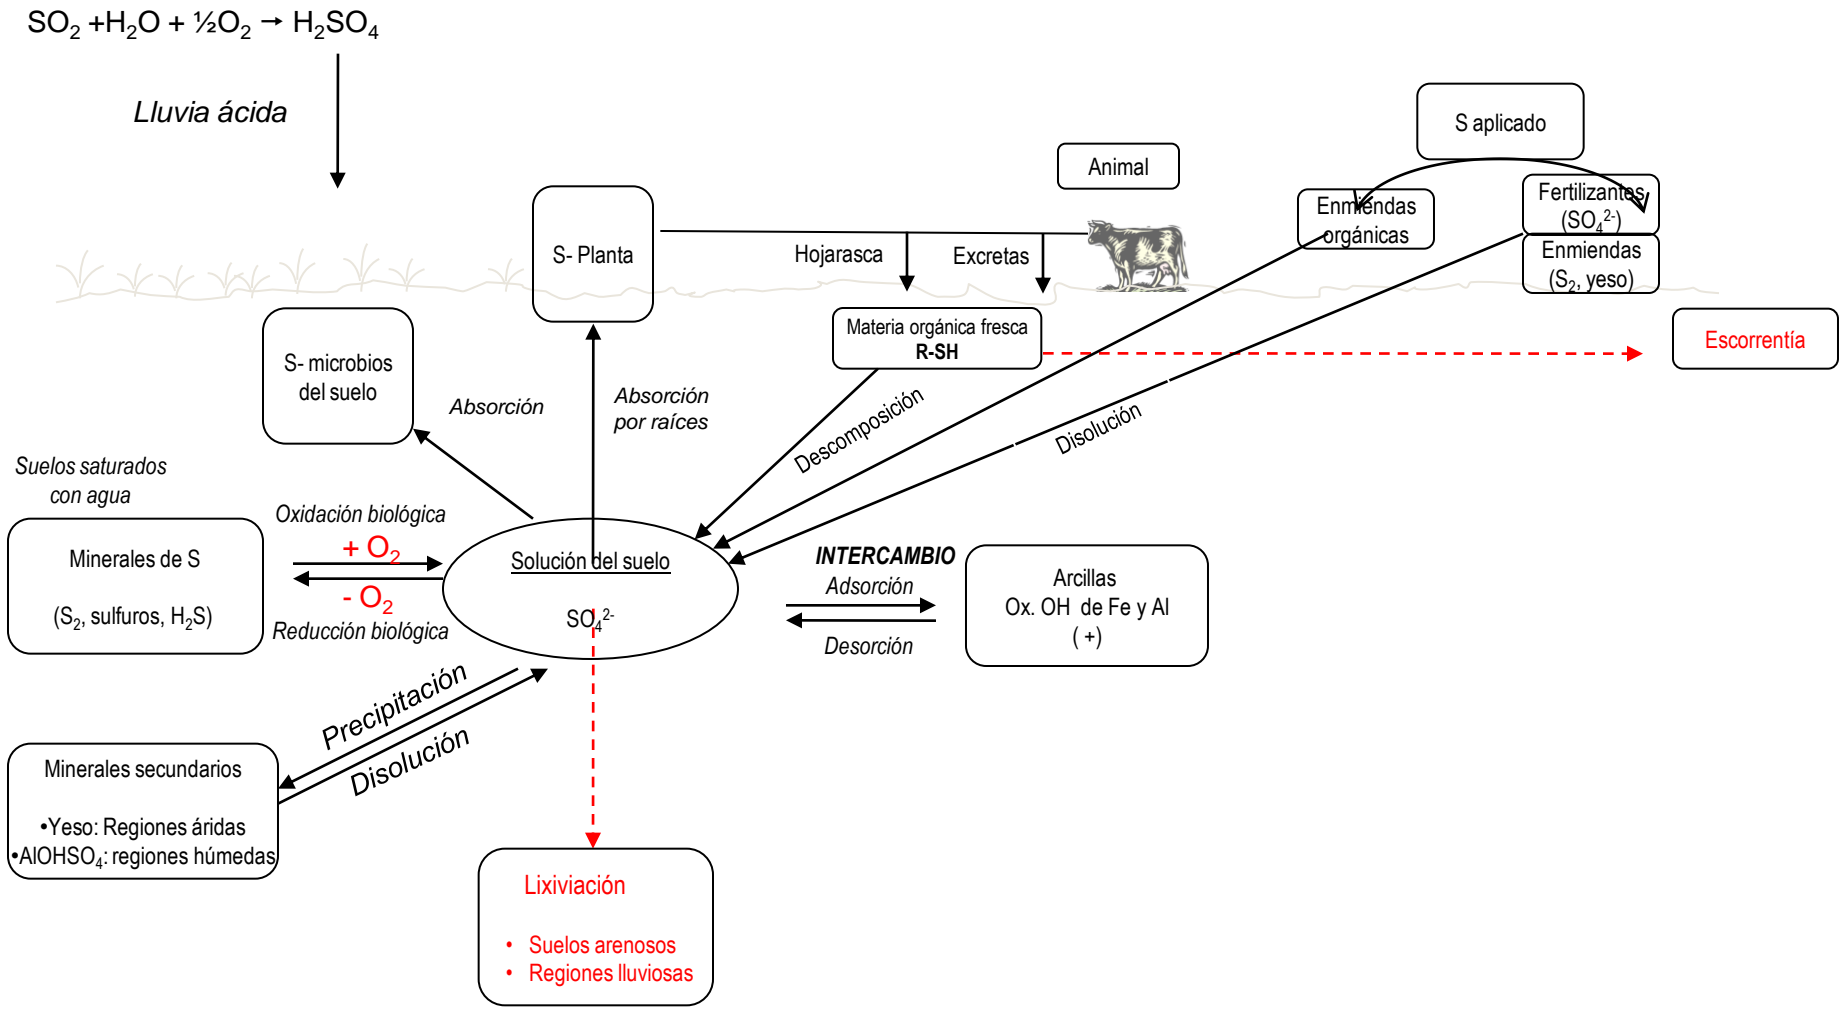 SO₂ +H₂O + ½O₂ → H₂SO₄
Lluvia ácida
S aplicado
Animal
Enmiendas
orgánicas
Fertilizantes
(SO₄²⁻)
Enmiendas
(S₂, yeso)
S- Planta
Hojarasca
Excretas
Materia orgánica fresca
R-SH
Escorrentía
S- microbios
del suelo
Absorción
Absorción
por raíces
Descomposición
Disolución
Suelos saturados
con agua
Minerales de S
(S₂, sulfuros, H₂S)
Oxidación biológica
+ O₂
- O₂
Reducción biológica
Solución del suelo
SO₄²⁻
INTERCAMBIO
Adsorción
Desorción
Arcillas
Ox. OH de Fe y Al
( +)
Precipitación
Disolución
Minerales secundarios
•Yeso: Regiones áridas
•AlOHSO₄: regiones húmedas
Lixiviación
• Suelos arenosos
• Regiones lluviosas